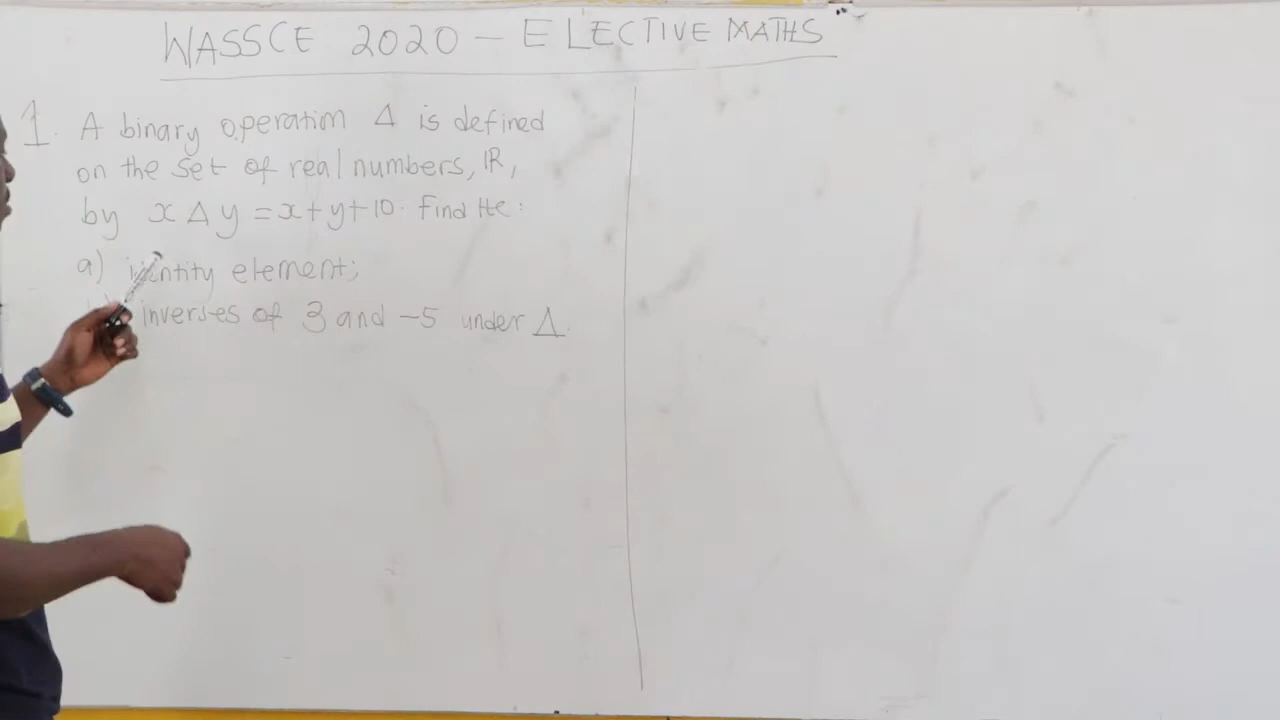 WASSCE 2020 - ELECTIVE MATHS
1. A binary operation Δ is defined
on the set of real numbers, ℝ,
by x Δ y = x + y + 10. Find the:
a) identity element;
inverses of 3 and -5 under Δ.